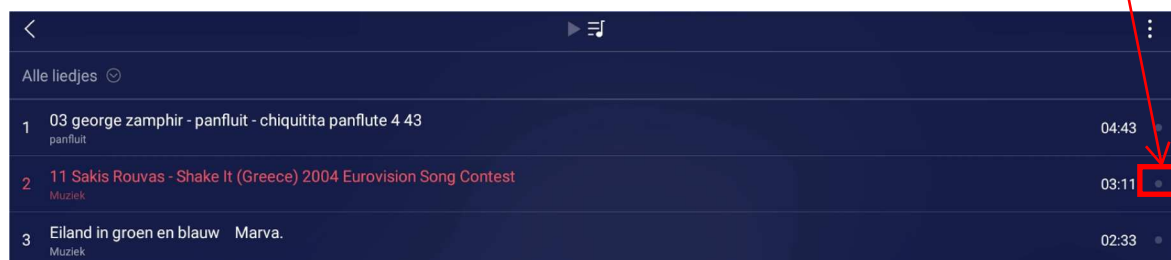 Alle liedjes
1 03 george zamphir - panfluit - chiquitita panflute 4 43 04:43
panfluit
2 11 Sakis Rouvas - Shake It (Greece) 2004 Eurovision Song Contest 03:11
Muziek
3 Eiland in groen en blauw Marva. 02:33
Muziek